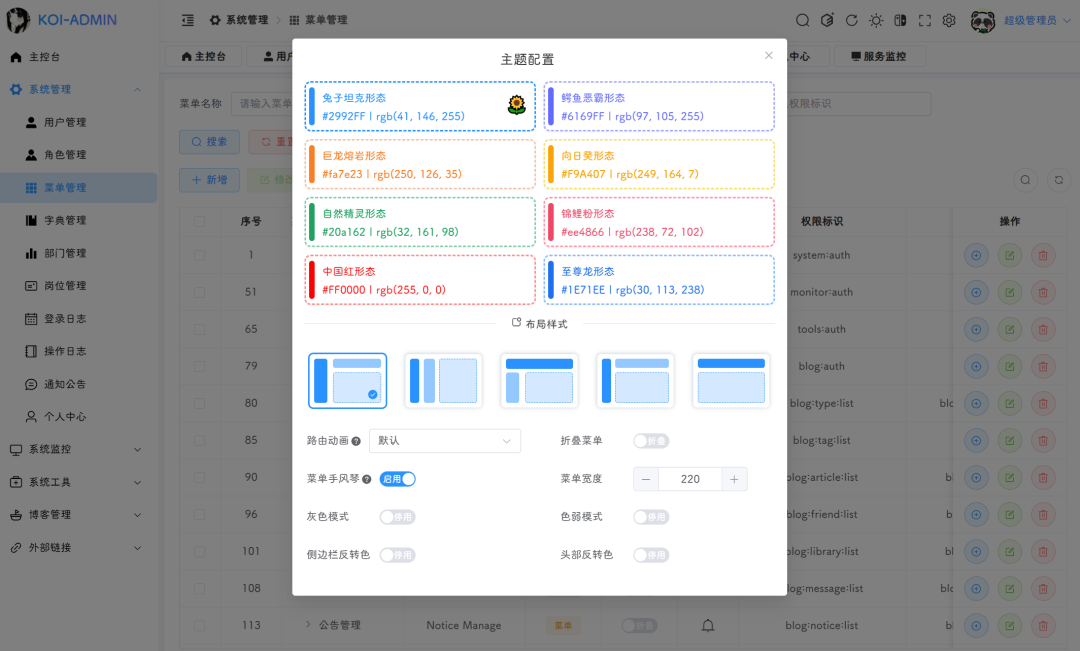 KOI-ADMIN
系统管理
菜单管理
超级管理员
主控台
用户
人中心
服务监控
主控台
系统管理
用户管理
角色管理
菜单管理
字典管理
部门管理
岗位管理
登录日志
操作日志
通知公告
个人中心
系统监控
系统工具
博客管理
外部链接
菜单名称
请输入菜单
权限标识
搜索
重置
新增
修改
序号
权限标识
操作
1
system:auth
51
monitor:auth
65
tools:auth
79
blog:auth
80
blog:type:list
85
blog:tag:list
90
blog:article:list
96
blog:friend:list
101
blog:library:list
108
blog:message:list
113
公告管理
Notice Manage
菜单
折叠
blog:notice:list
主题配置
兔子坦克形态
#2992FF | rgb(41, 146, 255)
鳄鱼恶霸形态
#6169FF | rgb(97, 105, 255)
巨龙熔岩形态
#fa7e23 | rgb(250, 126, 35)
向日癸形态
#F9A407 | rgb(249, 164, 7)
自然精灵形态
#20a162 | rgb(32, 161, 98)
锦鲤粉形态
#ee4866 | rgb(238, 72, 102)
中国红形态
#FF0000 | rgb(255, 0, 0)
至尊龙形态
#1E71EE | rgb(30, 113, 238)
布局样式
路由动画
默认
折叠菜单
折叠
菜单手风琴
启用
菜单宽度
220
灰色模式
停用
色弱模式
停用
侧边栏反转色
停用
头部反转色
停用